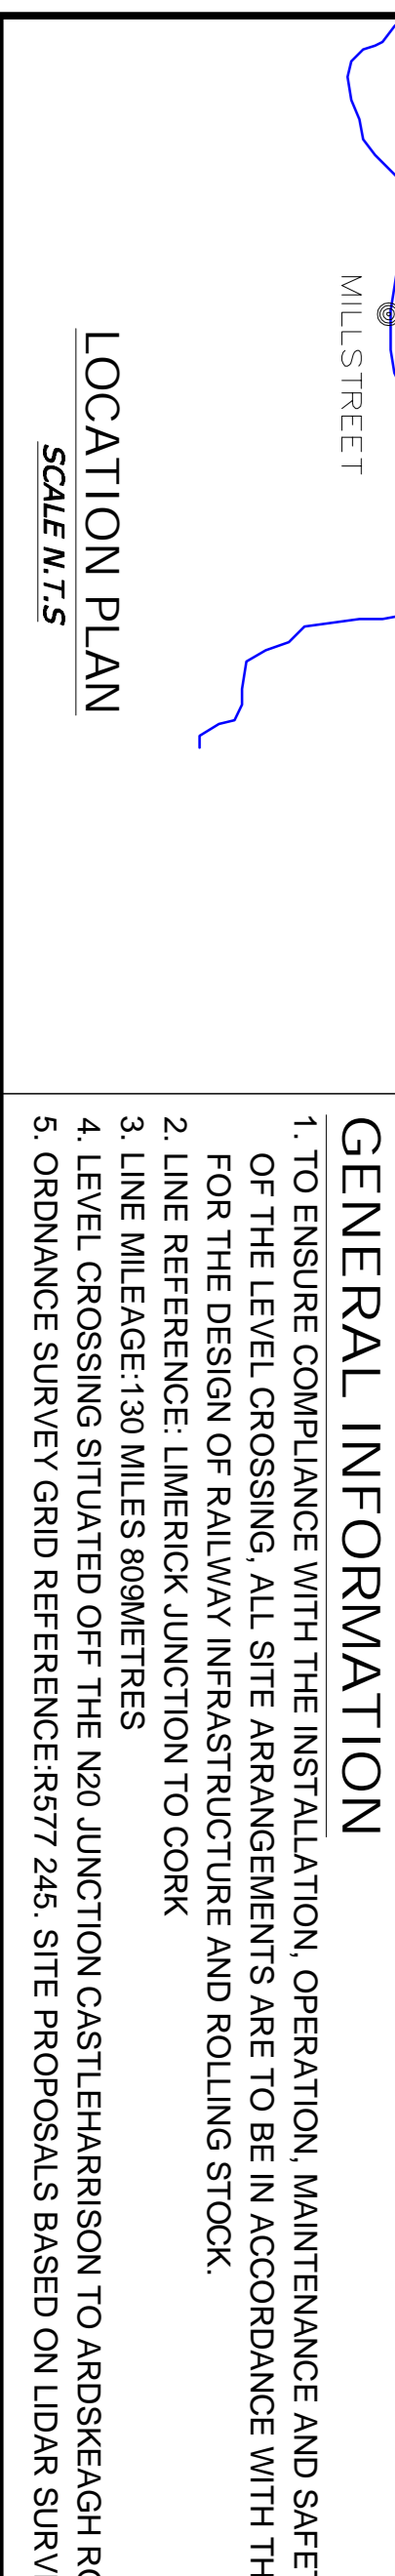 MILLSTREET
LOCATION PLAN
SCALE N.T.S
GENERAL INFORMATION
1. TO ENSURE COMPLIANCE WITH THE INSTALLATION, OPERATION, MAINTENANCE AND
OF THE LEVEL CROSSING, ALL SITE ARRANGEMENTS ARE TO BE IN ACCORDANCE WITH
FOR THE DESIGN OF RAILWAY INFRASTRUCTURE AND ROLLING STOCK.
2. LINE REFERENCE: LIMERICK JUNCTION TO CORK
3. LINE MILEAGE:130 MILES 809METRES
4. LEVEL CROSSING SITUATED OFF THE N20 JUNCTION CASTLEHARRISON TO ARDSKEAGH
5. ORDNANCE SURVEY GRID REFERENCE:R577 245. SITE PROPOSALS BASED ON LIDAR